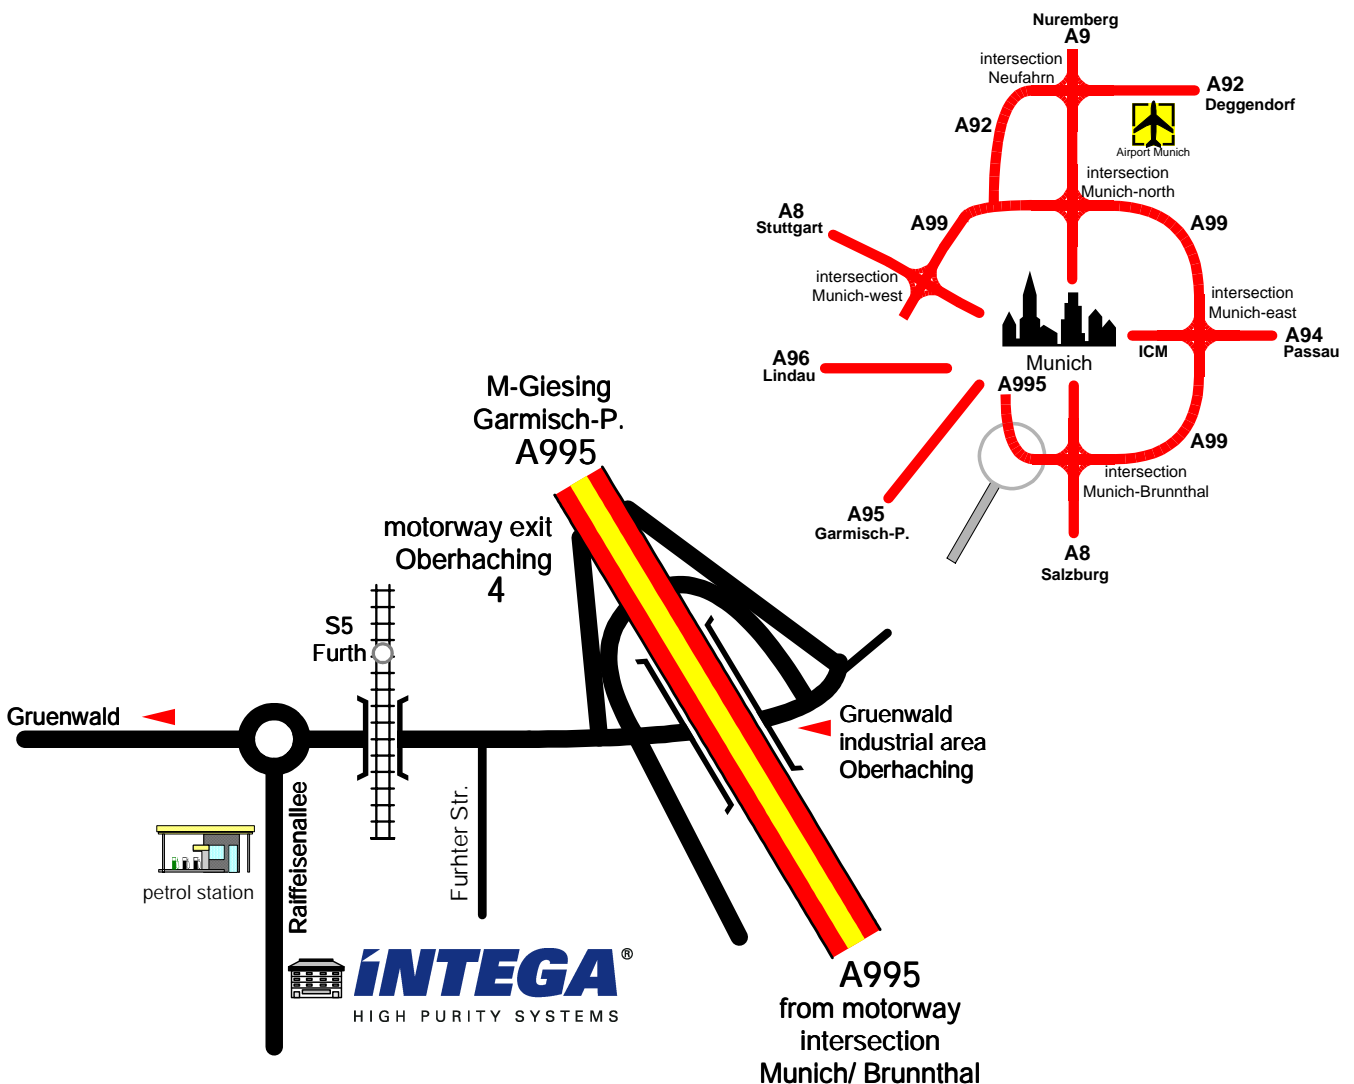 Nuremberg
A9
intersection
Neufahrn
A92
Deggendorf
A92
Airport Munich
intersection
Munich-north
A8
Stuttgart
A99
A99
intersection
Munich-west
intersection
Munich-east
A94
Passau
ICM
Munich
A96
Lindau
A995
A99
intersection
Munich-Brunnthal
A95
Garmisch-P.
A8
Salzburg
M-Giesing
Garmisch-P.
A995
motorway exit
Oberhaching
4
S5
Furth
Gruenwald
Gruenwald
industrial area
Oberhaching
Raiffeisenallee
Furhter Str.
petrol station
INTEGA®
HIGH PURITY SYSTEMS
A995
from motorway
intersection
Munich/ Brunnthal